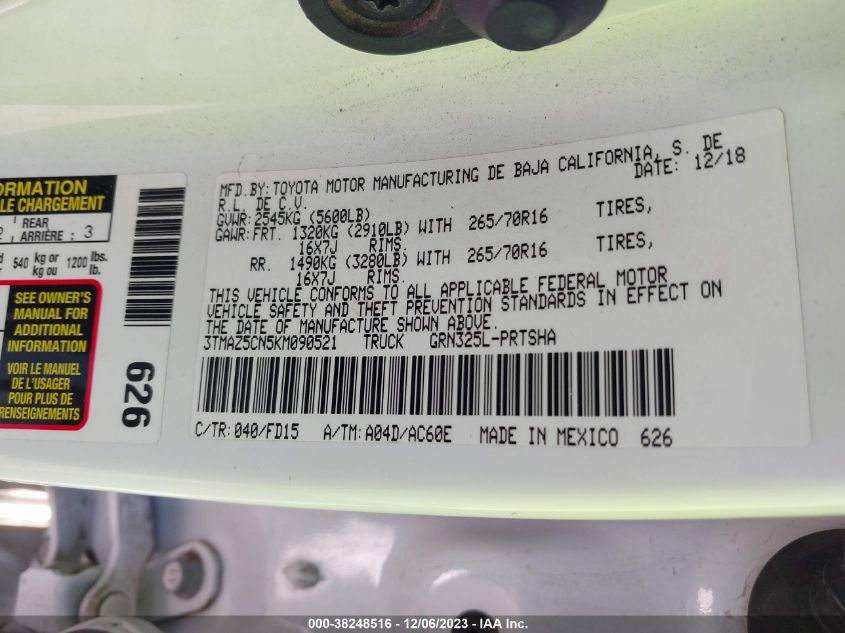 MFD. BY: TOYOTA MOTOR MANUFACTURING DE BAJA CALIFORNIA, S. DE
R.L. DE C.V. DATE: 12/18
GVWR: 2545KG (5600LB)
GAWR: FRT. 1320KG (2910LB) WITH 265/70R16 TIRES,
16X7J RIMS.
RR. 1490KG (3280LB) WITH 265/70R16 TIRES,
16X7J RIMS.
THIS VEHICLE CONFORMS TO ALL APPLICABLE FEDERAL MOTOR
VEHICLE SAFETY AND THEFT PREVENTION STANDARDS IN EFFECT ON
THE DATE OF MANUFACTURE SHOWN ABOVE.
3TMAZ5CN5KM090521 TRUCK GRN325L-PRTSHA
C/TR: 040/FD15 A/TM: A04D/AC60E MADE IN MEXICO 626
LE CHARGEMENT
REAR
ARRIÈRE : 3
540 kg or 1200 lbs.
kg ou lb.
SEE OWNER'S
MANUAL FOR
ADDITIONAL
INFORMATION
VOIR LE MANUEL
DE L'USAGER
POUR PLUS DE
RENSEIGNEMENTS
626
000-38248516 - 12/06/2023 - IAA Inc.